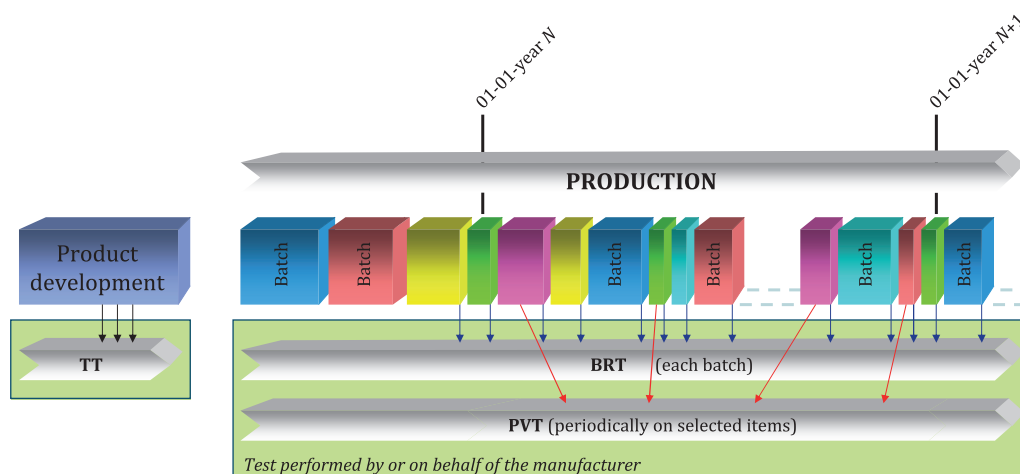 01-01-year N
01-01-year N+1
PRODUCTION
Product
development
Batch
Batch
Batch
Batch
Batch
Batch
TT
BRT (each batch)
PVT (periodically on selected items)
Test performed by or on behalf of the manufacturer